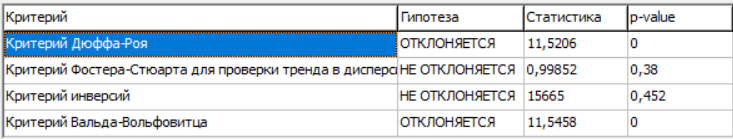 Критерий Гипотеза Статистика p-value
Критерий Дюффа-Роя ОТКЛОНЯЕТСЯ 11,5206 0
Критерий Фостера-Стюарта для проверки тренда в дисперс НЕ ОТКЛОНЯЕТСЯ 0,99852 0,38
Критерий инверсий НЕ ОТКЛОНЯЕТСЯ 15665 0,452
Критерий Вальда-Вольфовитца ОТКЛОНЯЕТСЯ 11,5458 0